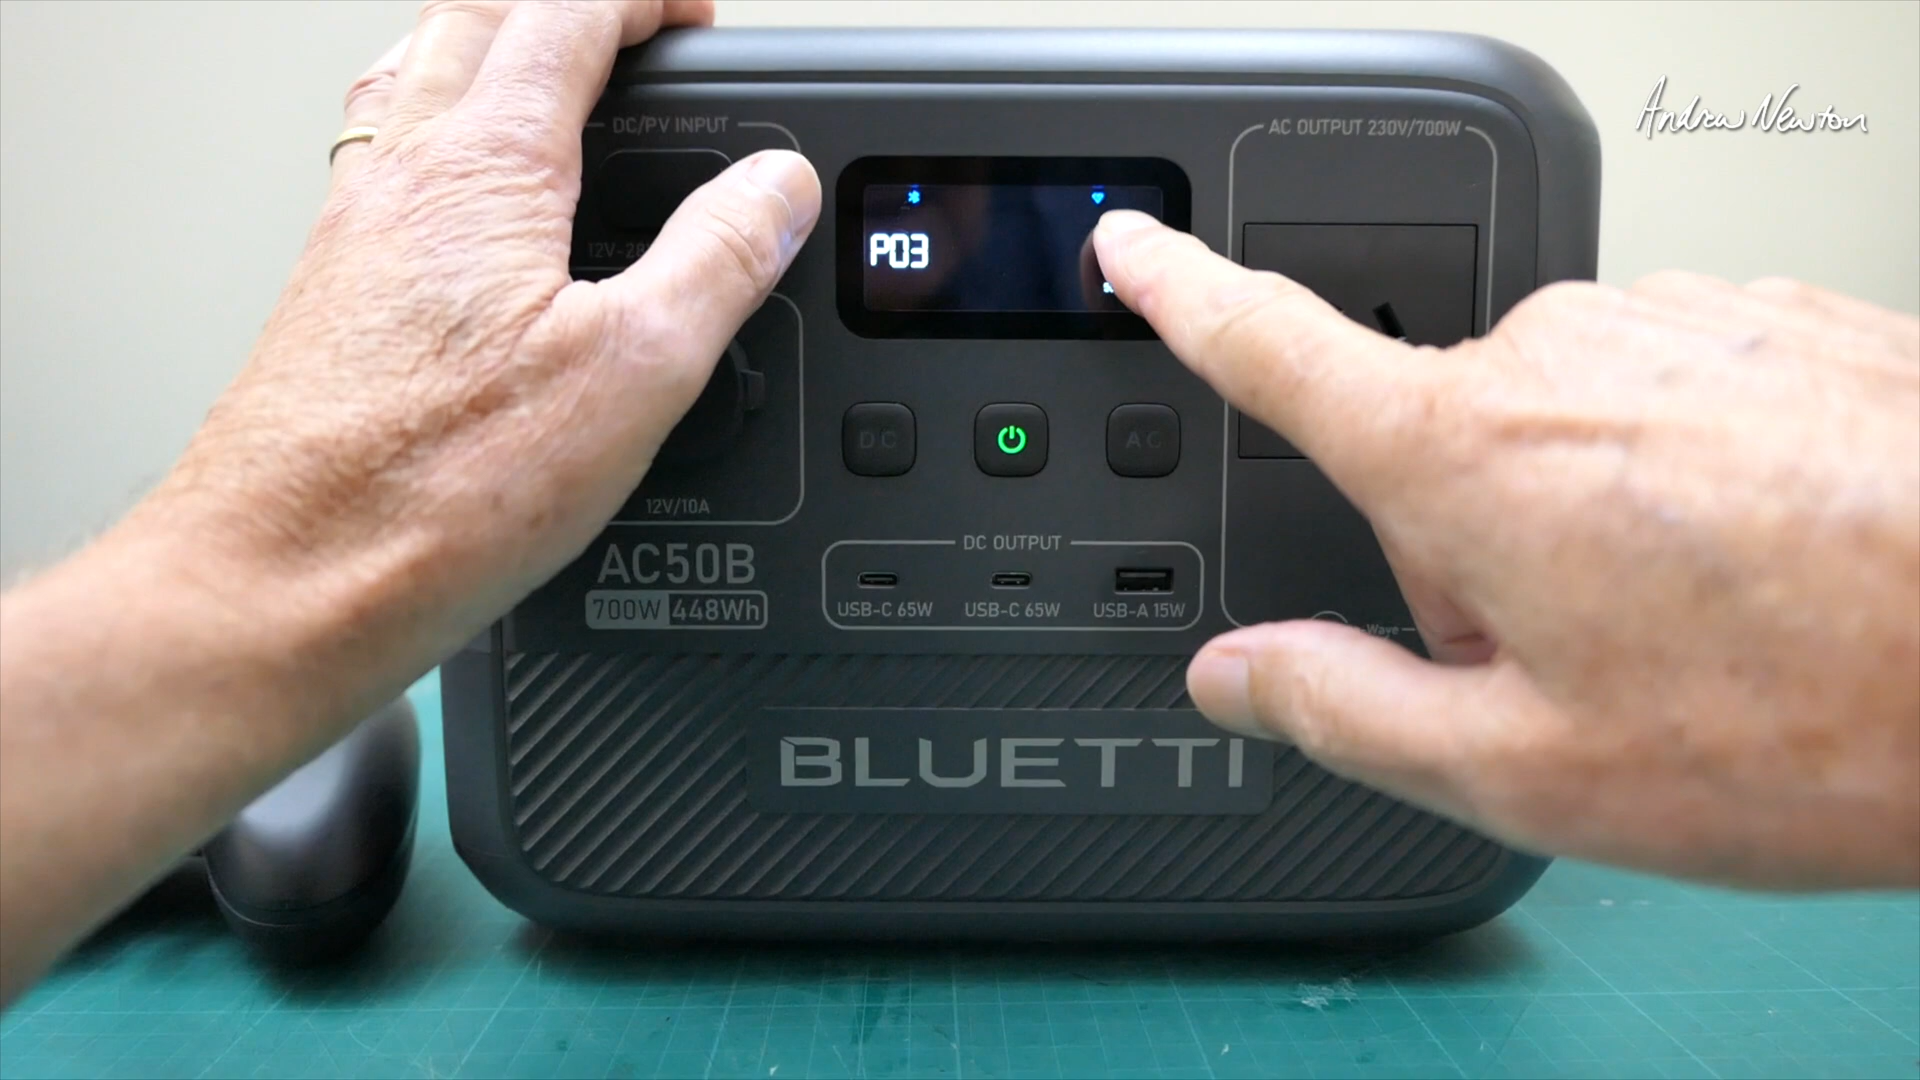 Andrew Newton
DC/PV INPUT
AC OUTPUT 230V/700W
P03
DC
AC
12V/10A
AC50B
700W 448Wh
DC OUTPUT
USB-C 65W
USB-C 65W
USB-A 15W
BLUETTI